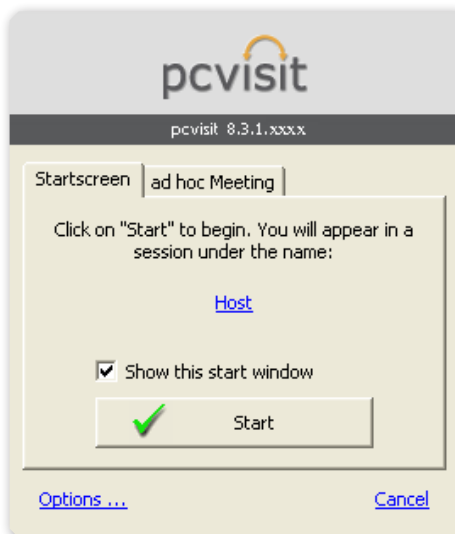 pcvisit
pcvisit 8.3.1.xxxx
Startscreen
ad hoc Meeting
Click on "Start" to begin. You will appear in a
session under the name:
Host
Show this start window
Start
Options ...
Cancel